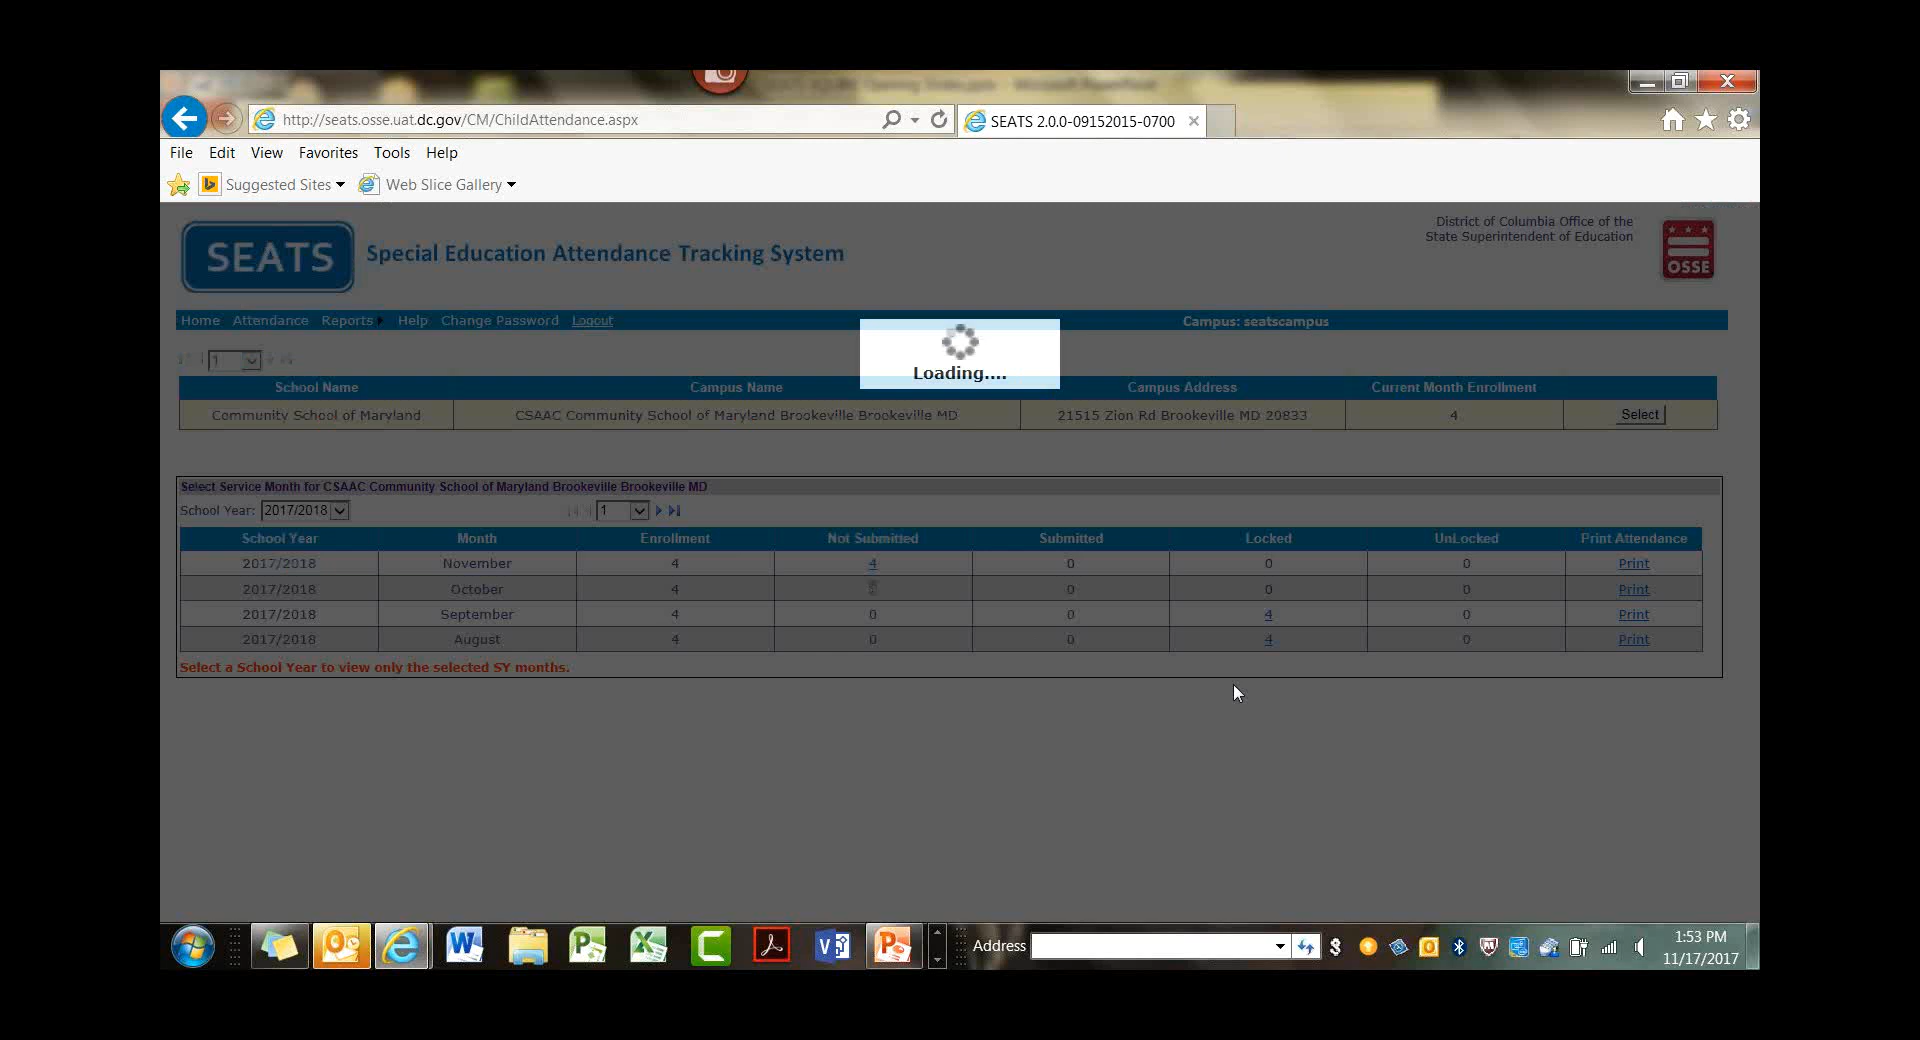 http://seats.osse.uat.dc.gov/CM/ChildAttendance.aspx
SEATS 2.0.0-09152015-0700
File Edit View Favorites Tools Help
Suggested Sites Web Slice Gallery
SEATS Special Education Attendance Tracking System
District of Columbia Office of the
State Superintendent of Education
OSSE
Home Attendance Reports Help Change Password Logout Campus: seatscampus
1
Loading....
School Name Campus Name Campus Address Current Month Enrollment
Community School of Maryland CSAAC Community School of Maryland Brookeville Brookeville MD 21515 Zion Rd Brookeville MD 20833 4 Select
Select Service Month for CSAAC Community School of Maryland Brookeville Brookeville MD
School Year: 2017/2018 1
School Year Month Enrollment Not Submitted Submitted Locked UnLocked Print Attendance
2017/2018 November 4 4 0 0 0 Print
2017/2018 October 4 0 0 0 Print
2017/2018 September 4 0 0 4 0 Print
2017/2018 August 4 0 0 4 0 Print
Select a School Year to view only the selected SY months.
Address
1:53 PM
11/17/2017